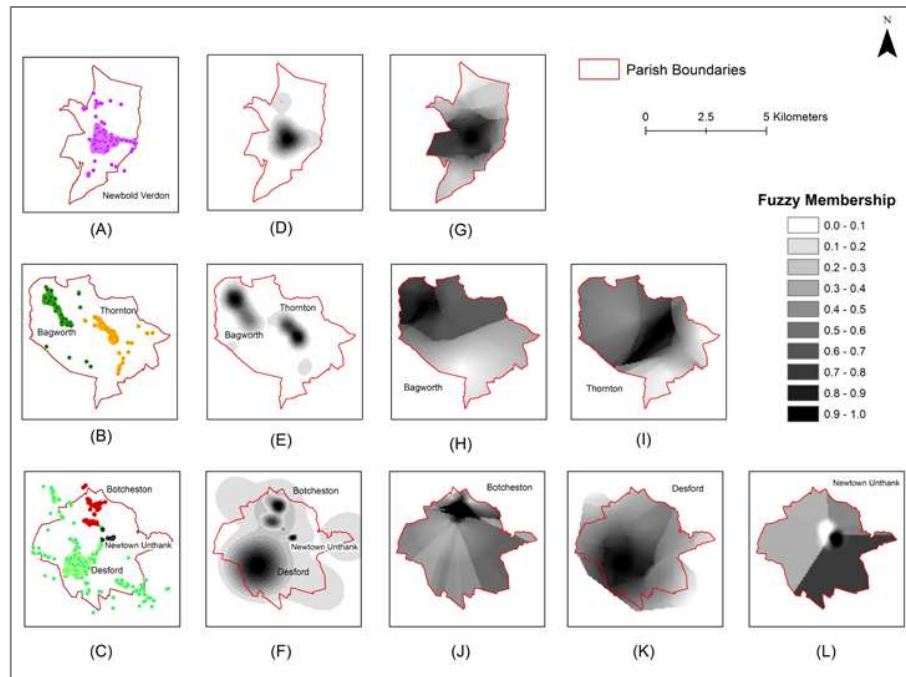 N
Parish Boundaries
0 2.5 5 Kilometers
Newbold Verdon
(A)
(D)
(G)
Fuzzy Membership
0.0 - 0.1
0.1 - 0.2
0.2 - 0.3
0.3 - 0.4
0.4 - 0.5
0.5 - 0.6
0.6 - 0.7
0.7 - 0.8
0.8 - 0.9
0.9 - 1.0
Thornton
Bagworth
(B)
Thornton
Bagworth
(E)
Bagworth
(H)
Thornton
(I)
Botcheston
Newtown Unthank
Desford
(C)
Botcheston
Newtown Unthank
Desford
(F)
Botcheston
(J)
Desford
(K)
Newtown Unthank
(L)